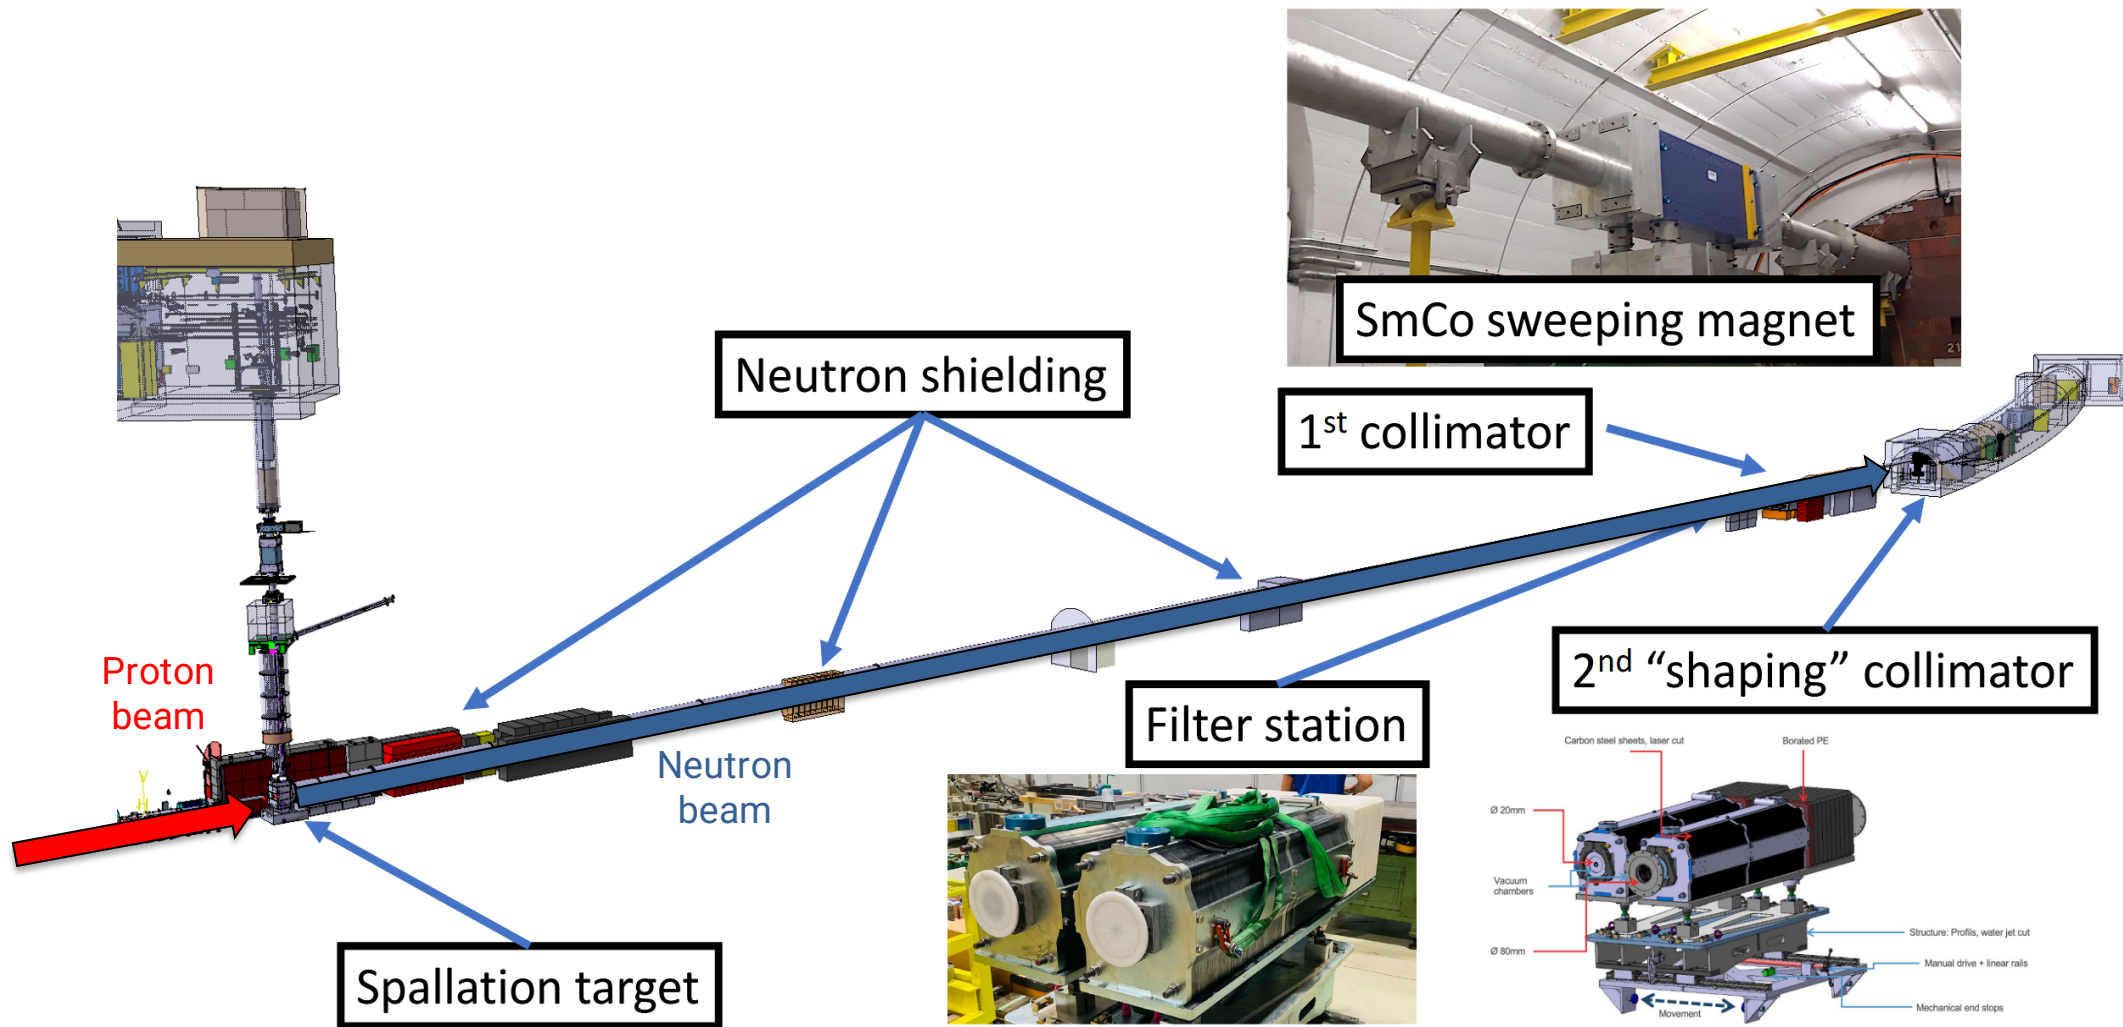 SmCo sweeping magnet
21
Neutron shielding
1st collimator
Proton
beam
Y
2nd “shaping” collimator
Filter station
Neutron
beam
Carbon steel sheets, laser cut
Borated PE
Ø 20mm
Vacuum
chambers
Ø 80mm
Structure: Profils, water jet cut
Manual drive + linear rails
Mechanical end stops
Movement
Spallation target